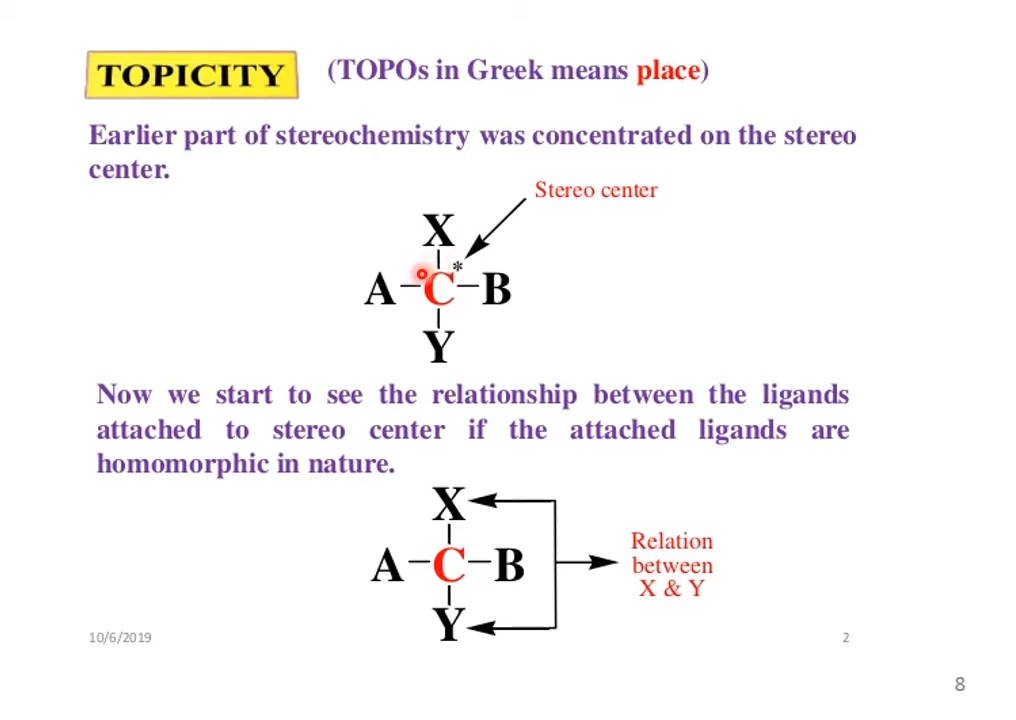 TOPICITY (TOPOs in Greek means place)
Earlier part of stereochemistry was concentrated on the stereo
center.
Stereo center
X
A C* B
Y
Now we start to see the relationship between the ligands
attached to stereo center if the attached ligands are
homomorphic in nature.
X
A C B
Y
Relation
between
X & Y
10/6/2019
2
8